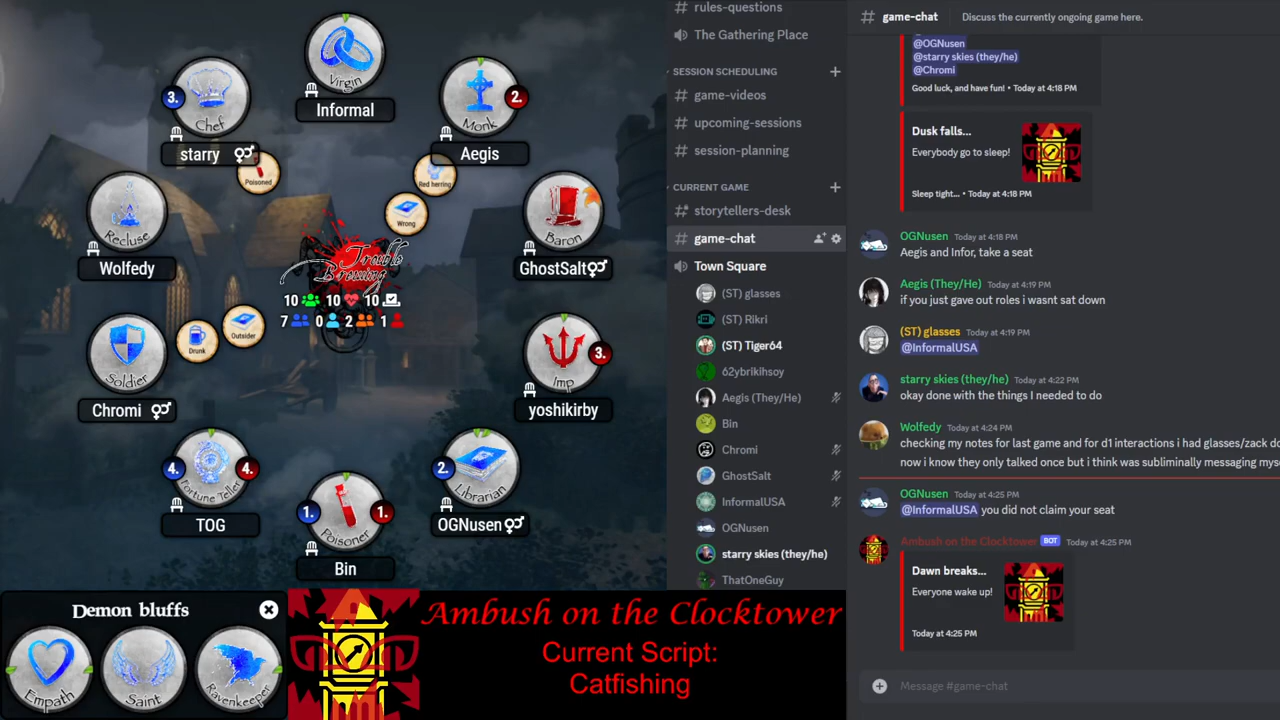 Virgin
Informal
3.
Chef
starry
Monk
2.
Aegis
Poisoned
Red herring
Wrong
Recluse
Wolfedy
Baron
GhostSalt
Trouble
Brewing
10 10 10
7 0 2 1
Outsider
Drunk
Soldier
Chromi
Imp
3.
yoshikirby
4.
Fortune Teller
4.
TOG
1.
Poisoner
1.
Bin
2.
Librarian
OGNusen
Demon bluffs
Empath
Saint
Ravenkeeper
Ambush on the Clocktower
Current Script:
Catfishing
rules-questions
The Gathering Place
SESSION SCHEDULING
game-videos
upcoming-sessions
session-planning
CURRENT GAME
storytellers-desk
game-chat
Town Square
(ST) glasses
(ST) Rikri
(ST) Tiger64
62ybrikihsoy
Aegis (They/He)
Bin
Chromi
GhostSalt
InformalUSA
OGNusen
starry skies (they/he)
ThatOneGuy
game-chat
Discuss the currently ongoing game here.
@OGNusen
@starry skies (they/he)
@Chromi
Good luck, and have fun! • Today at 4:18 PM
Dusk falls...
Everybody go to sleep!
Sleep tight... • Today at 4:18 PM
OGNusen Today at 4:18 PM
Aegis and Infor, take a seat
Aegis (They/He) Today at 4:19 PM
if you just gave out roles i wasnt sat down
(ST) glasses Today at 4:19 PM
@InformalUSA
starry skies (they/he) Today at 4:22 PM
okay done with the things I needed to do
Wolfedy Today at 4:24 PM
checking my notes for last game and for d1 interactions i had glasses/zack do
now i know they only talked once but i think was subliminally messaging myse
OGNusen Today at 4:25 PM
@InformalUSA you did not claim your seat
Ambush on the Clocktower BOT Today at 4:25 PM
Dawn breaks...
Everyone wake up!
Today at 4:25 PM
Message #game-chat